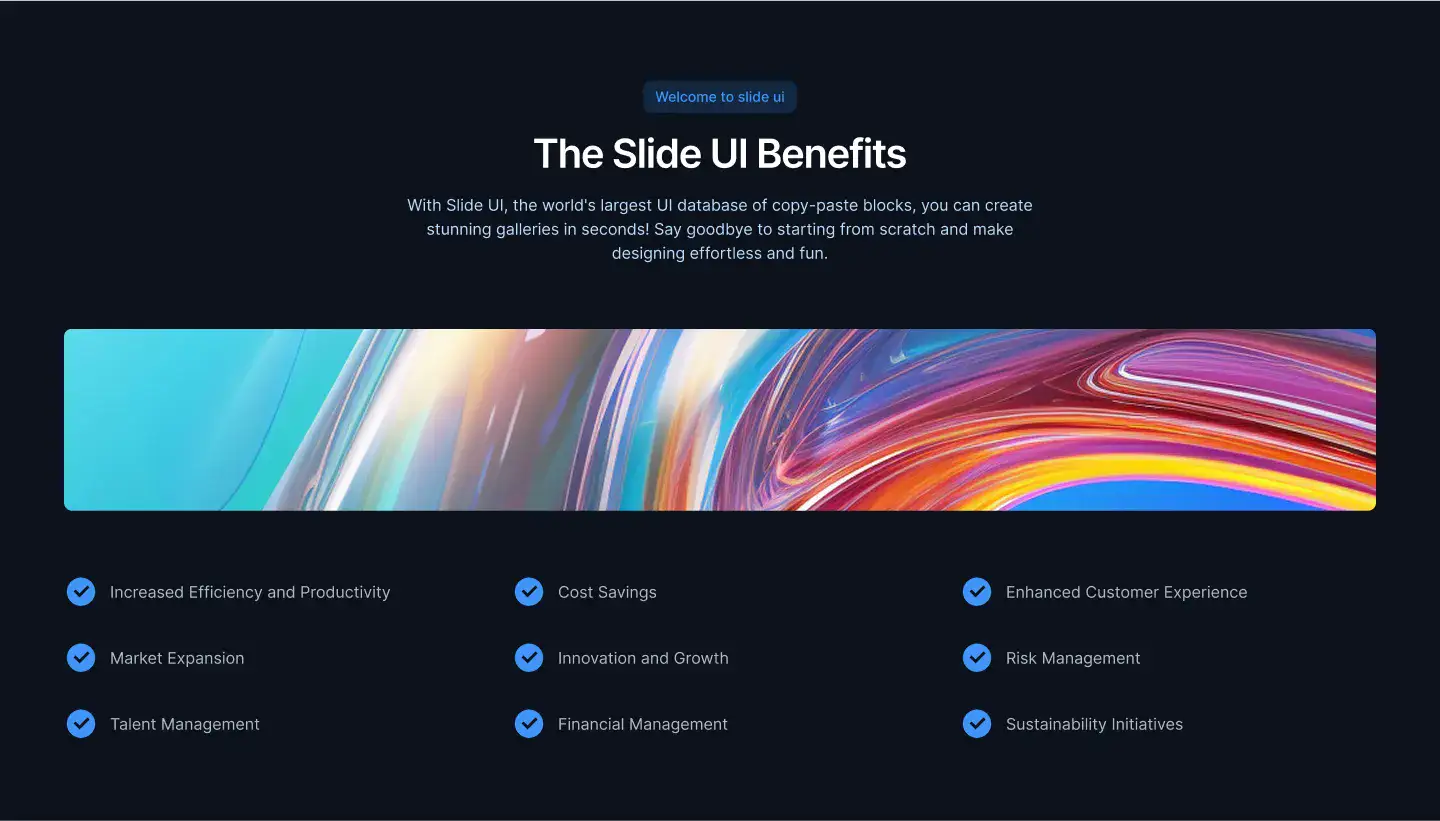 Welcome to slide ui
The Slide UI Benefits
With Slide UI, the world's largest UI database of copy-paste blocks, you can create
stunning galleries in seconds! Say goodbye to starting from scratch and make
designing effortless and fun.
Increased Efficiency and Productivity
Cost Savings
Enhanced Customer Experience
Market Expansion
Innovation and Growth
Risk Management
Talent Management
Financial Management
Sustainability Initiatives